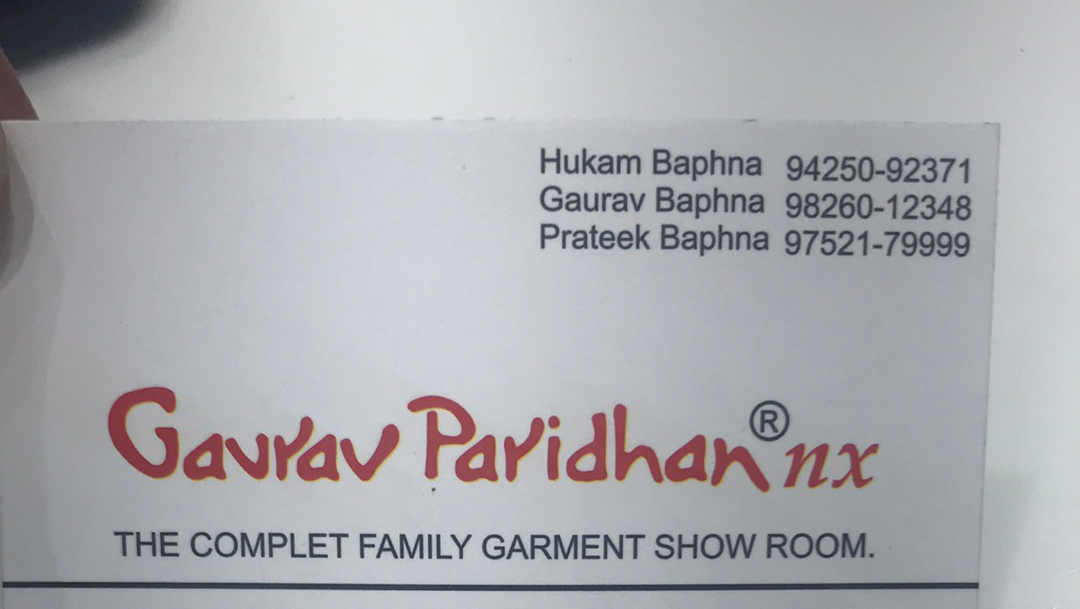 Hukam Baphna 94250-92371
Gaurav Baphna 98260-12348
Prateek Baphna 97521-79999
Gaurav Paridhan® nx
THE COMPLET FAMILY GARMENT SHOW ROOM.